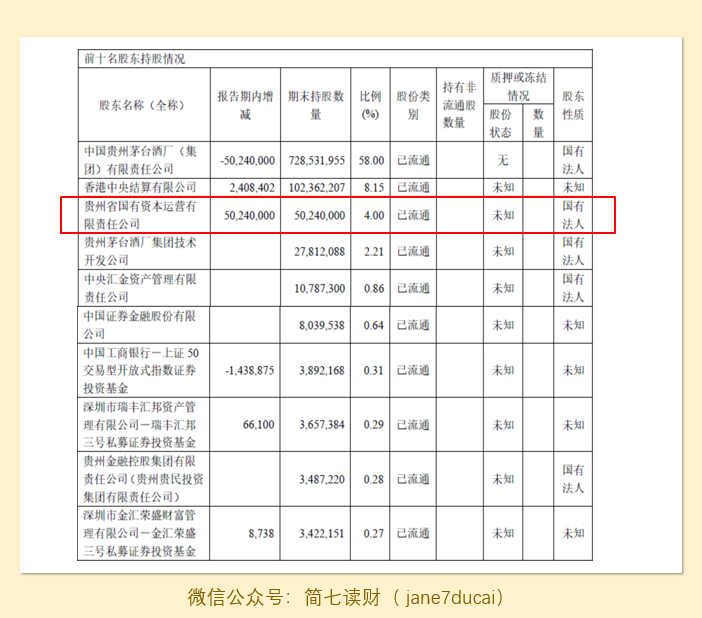 前十名股东持股情况
股东名称（全称）
报告期内增
减
期末持股数
量
比例
(%)
股份类
别
持有非
流通股
数量
质押或冻结
情况
股份
状态
数
量
股东
性质
中国贵州茅台酒厂（集
团）有限责任公司
-50,240,000
728,531,955
58.00
已流通
无
国有
法人
香港中央结算有限公司
2,408,402
102,362,207
8.15
已流通
未知
未知
贵州省国有资本运营有
限责任公司
50,240,000
50,240,000
4.00
已流通
未知
国有
法人
贵州茅台酒厂集团技术
开发公司
27,812,088
2.21
已流通
未知
国有
法人
中央汇金资产管理有限
责任公司
10,787,300
0.86
已流通
未知
国有
法人
中国证券金融股份有限
公司
8,039,538
0.64
已流通
未知
未知
中国工商银行－上证 50
交易型开放式指数证券
投资基金
-1,438,875
3,892,168
0.31
已流通
未知
未知
深圳市瑞丰汇邦资产管
理有限公司－瑞丰汇邦
三号私募证券投资基金
66,100
3,657,384
0.29
已流通
未知
未知
贵州金融控股集团有限
责任公司（贵州贵民投资
集团有限责任公司）
3,487,220
0.28
已流通
未知
国有
法人
深圳市金汇荣盛财富管
理有限公司－金汇荣盛
三号私募证券投资基金
8,738
3,422,151
0.27
已流通
未知
未知
微信公众号：简七读财（ jane7ducai）